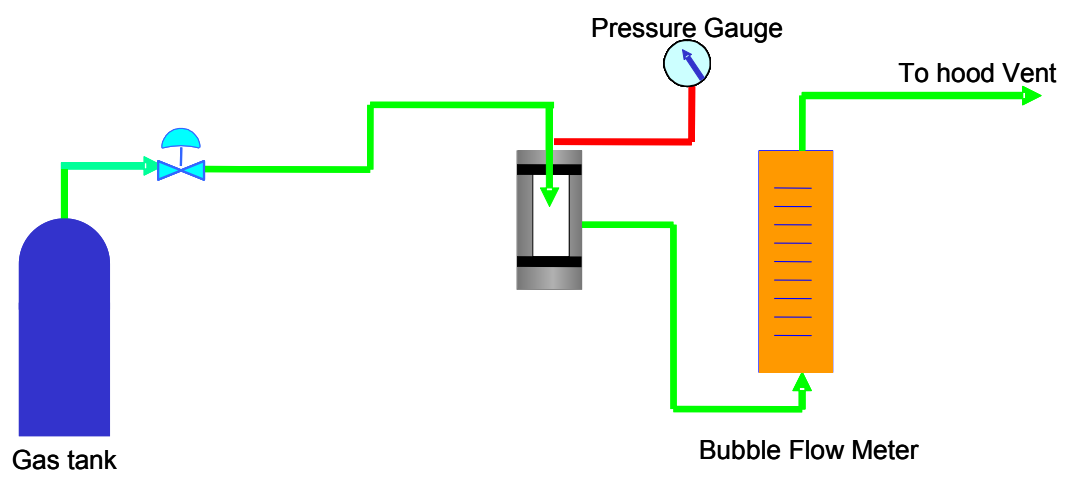 Pressure Gauge
To hood Vent
Bubble Flow Meter
Gas tank